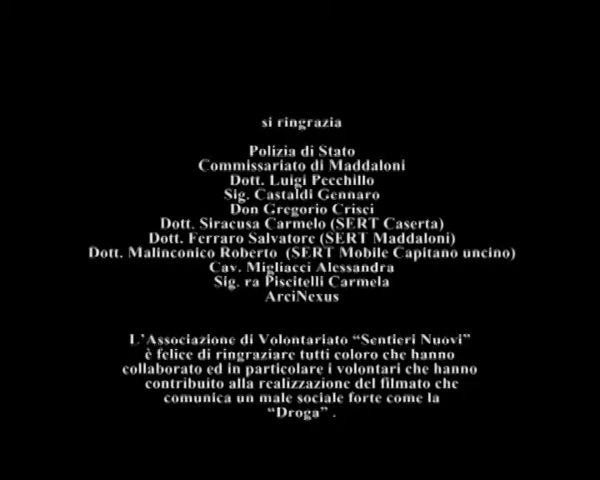 si ringrazia
Polizia di Stato
Commissariato di Maddaloni
Dott. Luigi Pecchillo
Sig. Castaldi Gennaro
Don Gregorio Crisci
Dott. Siracusa Carmelo (SERT Caserta)
Dott. Ferraro Salvatore (SERT Maddaloni)
Dott. Malinconico Roberto (SERT Mobile Capitano uncino)
Cav. Migliacci Alessandra
Sig. ra Piscitelli Carmela
ArciNexus
L'Associazione di Volontariato “Sentieri Nuovi”
è felice di ringraziare tutti coloro che hanno
collaborato ed in particolare i volontari che hanno
contribuito alla realizzazione del filmato che
comunica un male sociale forte come la
“Droga” .